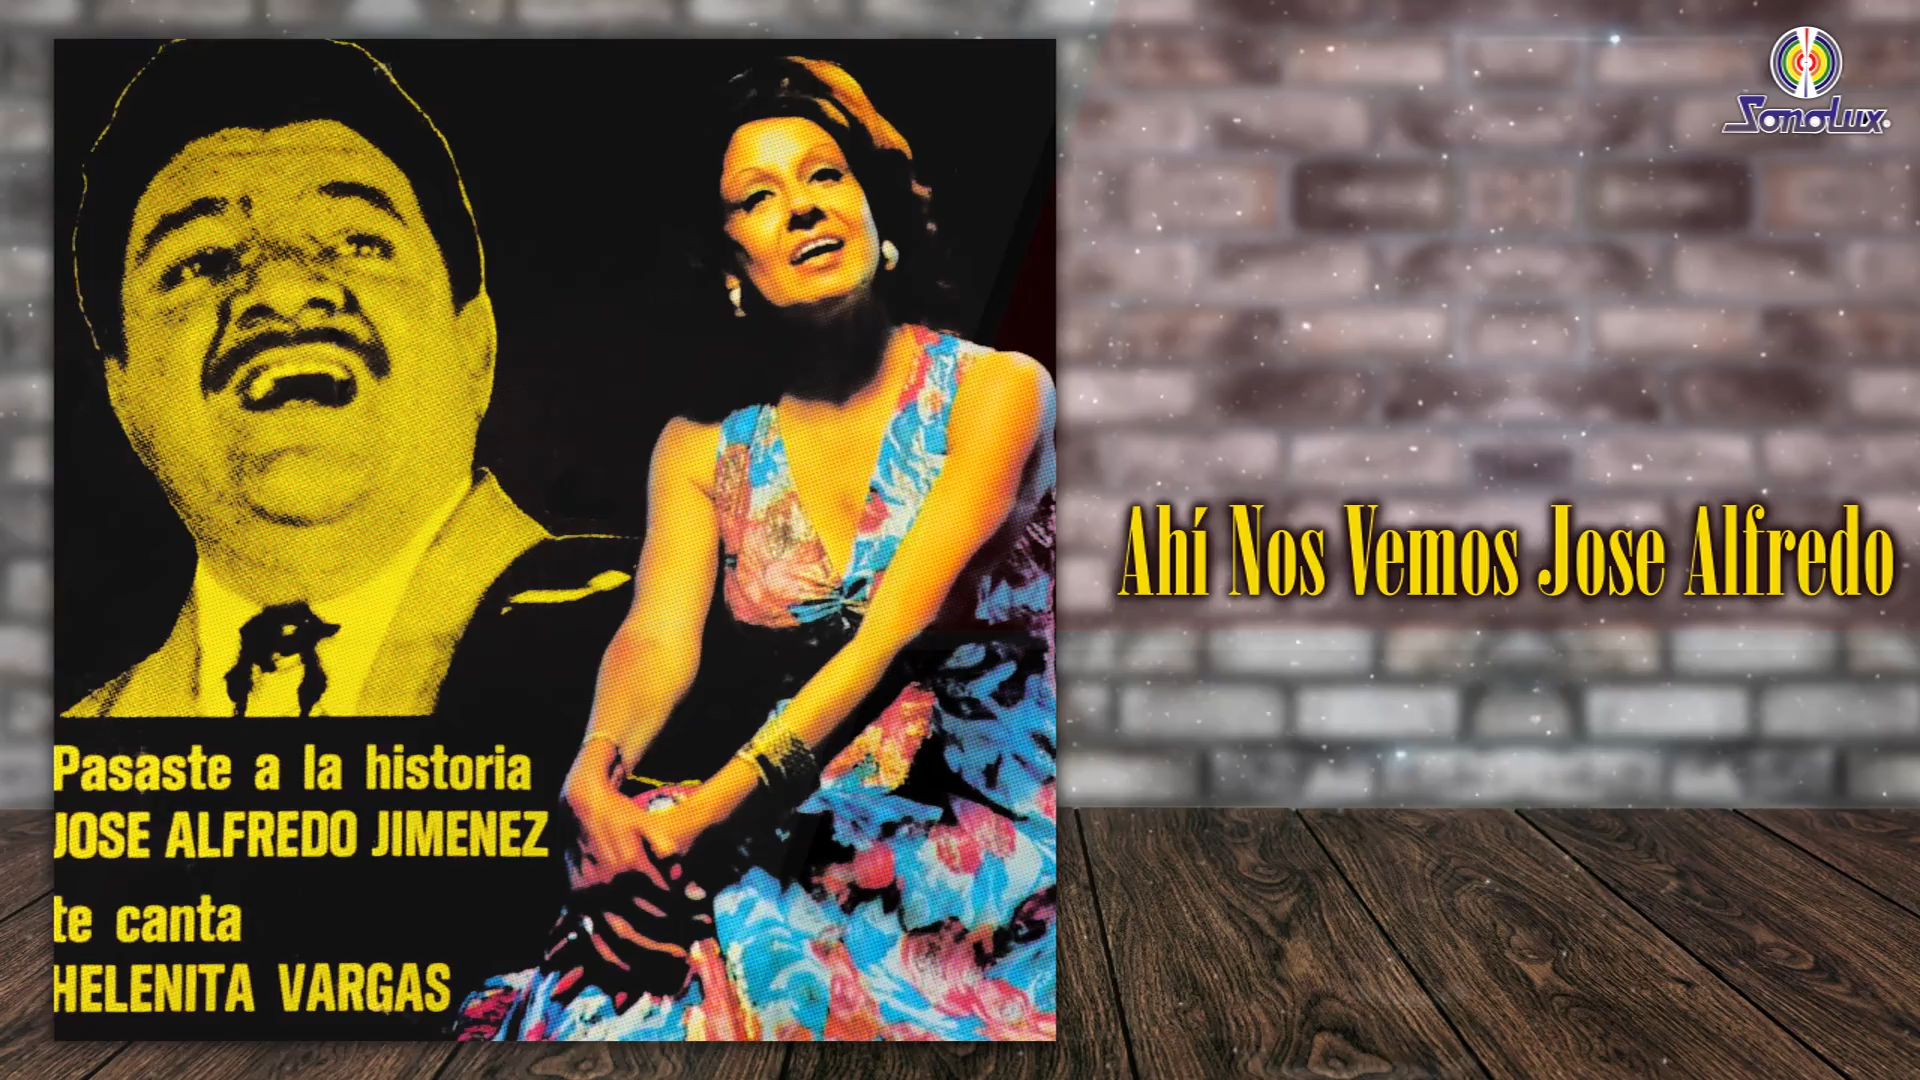 Pasaste a la historia
JOSE ALFREDO JIMENEZ
te canta
HELENITA VARGAS
Sonolux
Ahí Nos Vemos Jose Alfredo